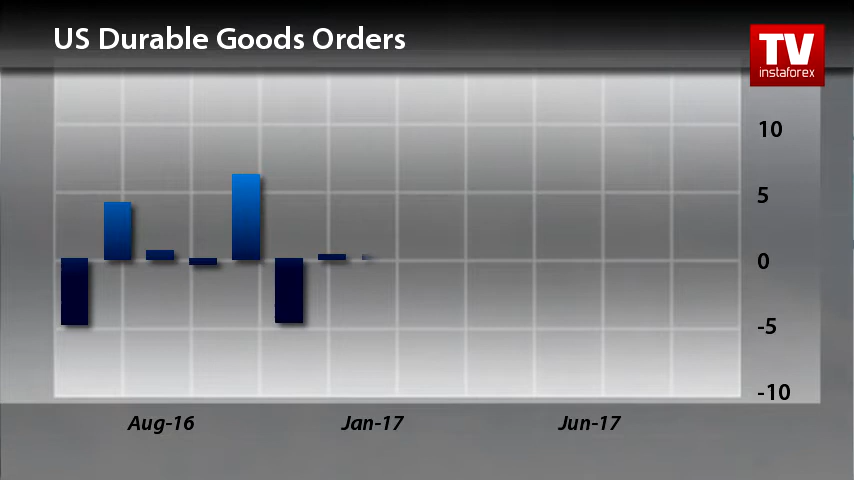 US Durable Goods Orders
TV
instaforex
10
5
0
-5
-10
Aug-16
Jan-17
Jun-17